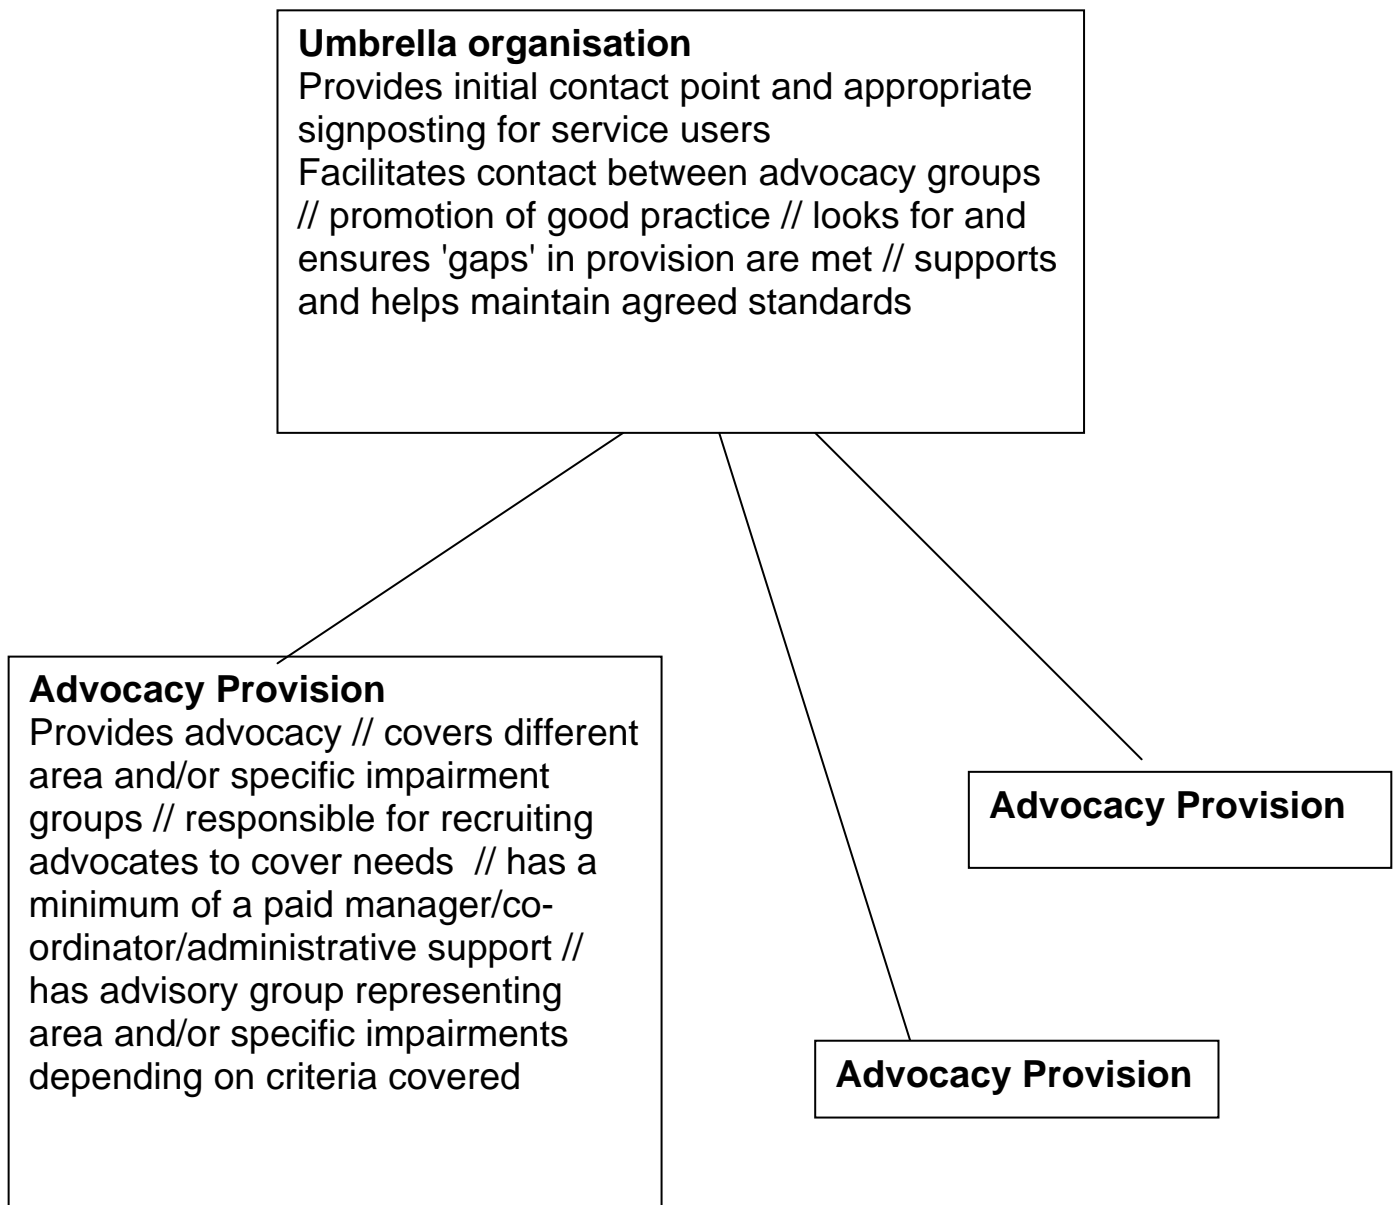 Umbrella organisation
Provides initial contact point and appropriate
signposting for service users
Facilitates contact between advocacy groups
// promotion of good practice // looks for and
ensures 'gaps' in provision are met // supports
and helps maintain agreed standards
Advocacy Provision
Provides advocacy // covers different
area and/or specific impairment
groups // responsible for recruiting
advocates to cover needs  // has a
minimum of a paid manager/co-
ordinator/administrative support //
has advisory group representing
area and/or specific impairments
depending on criteria covered
Advocacy Provision
Advocacy Provision